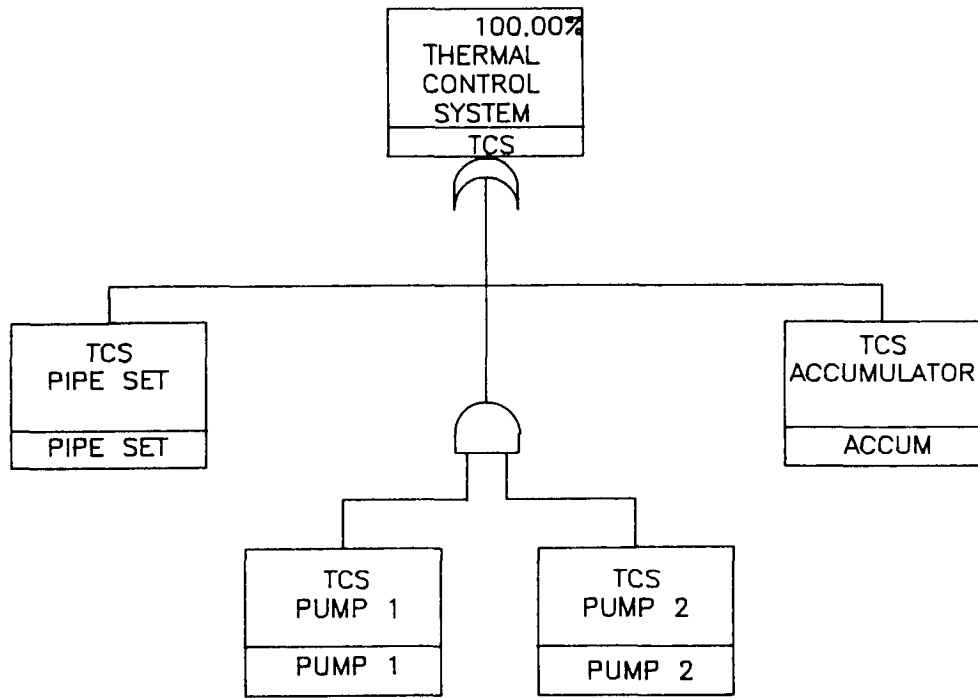 100.00%
THERMAL
CONTROL
SYSTEM
TCS
TCS
PIPE SET
PIPE SET
TCS
ACCUMULATOR
ACCUM
TCS
PUMP 1
PUMP 1
TCS
PUMP 2
PUMP 2